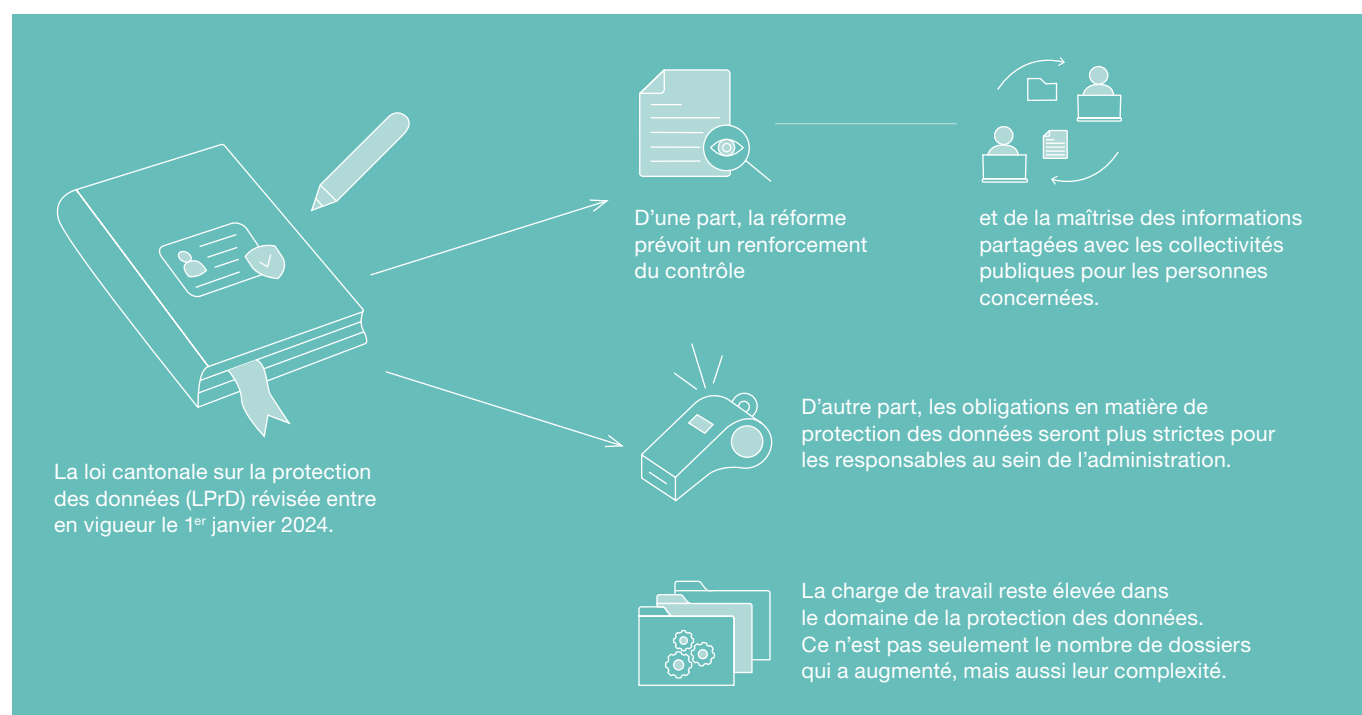 La loi cantonale sur la protection
des données (LPrD) révisée entre
en vigueur le 1er janvier 2024.
D’une part, la réforme
prévoit un renforcement
du contrôle
et de la maîtrise des informations
partagées avec les collectivités
publiques pour les personnes
concernées.
D’autre part, les obligations en matière de
protection des données seront plus strictes pour
les responsables au sein de l’administration.
La charge de travail reste élevée dans
le domaine de la protection des données.
Ce n’est pas seulement le nombre de dossiers
qui a augmenté, mais aussi leur complexité.